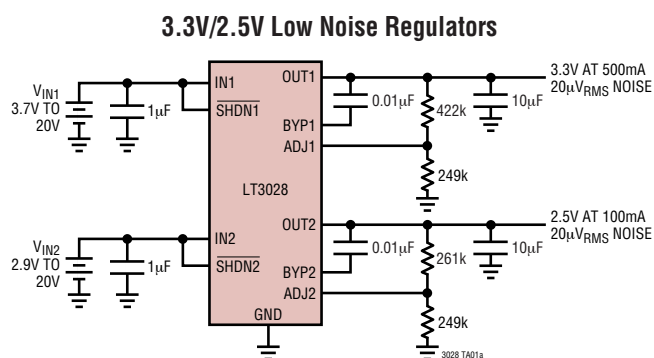 3.3V/2.5V Low Noise Regulators
VIN1
3.7V TO
20V
1µF
IN1
SHDN1
OUT1
BYP1
ADJ1
0.01µF
422k
10µF
3.3V AT 500mA
20µVRMS NOISE
249k
LT3028
VIN2
2.9V TO
20V
1µF
IN2
SHDN2
OUT2
BYP2
ADJ2
GND
0.01µF
261k
10µF
2.5V AT 100mA
20µVRMS NOISE
249k
3028 TA01a